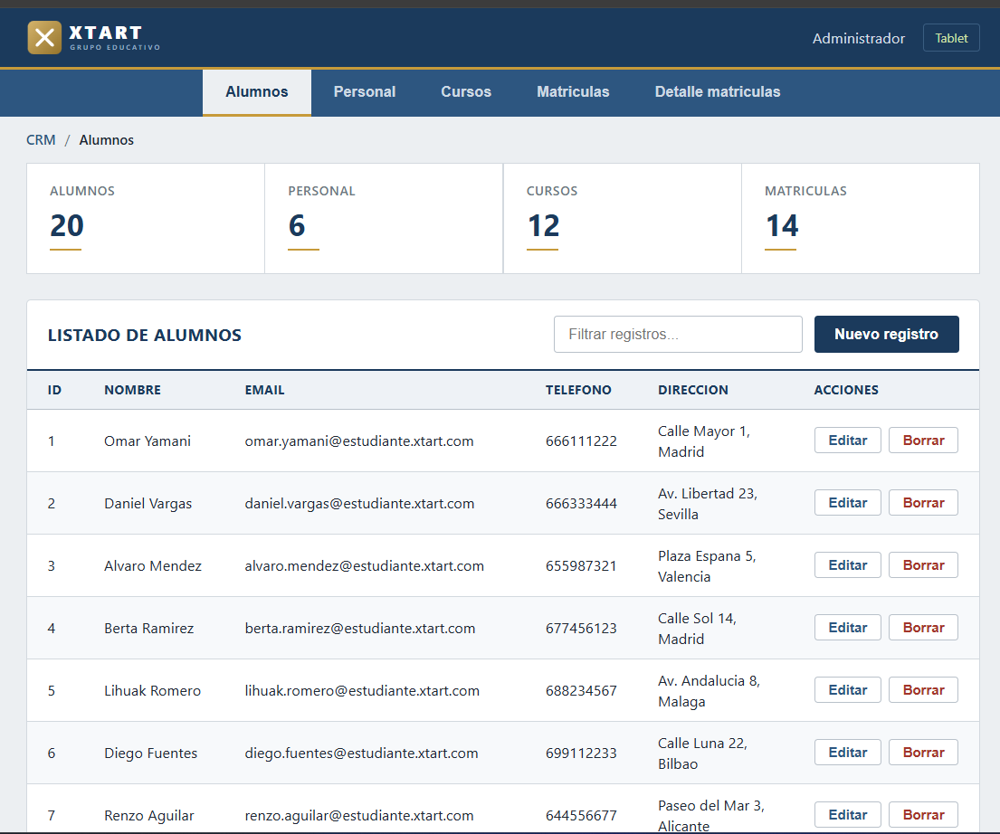 XTART
GRUPO EDUCATIVO
Administrador
Tablet
Alumnos
Personal
Cursos
Matriculas
Detalle matriculas
CRM / Alumnos
ALUMNOS
20
PERSONAL
6
CURSOS
12
MATRICULAS
14
LISTADO DE ALUMNOS
Filtrar registros...
Nuevo registro
ID NOMBRE EMAIL TELEFONO DIRECCION ACCIONES
1 Omar Yamani omar.yamani@estudiante.xtart.com 666111222 Calle Mayor 1,
Madrid
Editar Borrar
2 Daniel Vargas daniel.vargas@estudiante.xtart.com 666333444 Av. Libertad 23,
Sevilla
Editar Borrar
3 Alvaro Mendez alvaro.mendez@estudiante.xtart.com 655987321 Plaza Espana 5,
Valencia
Editar Borrar
4 Berta Ramirez berta.ramirez@estudiante.xtart.com 677456123 Calle Sol 14,
Madrid
Editar Borrar
5 Lihuak Romero lihuak.romero@estudiante.xtart.com 688234567 Av. Andalucia 8,
Malaga
Editar Borrar
6 Diego Fuentes diego.fuentes@estudiante.xtart.com 699112233 Calle Luna 22,
Bilbao
Editar Borrar
7 Renzo Aguilar renzo.aguilar@estudiante.xtart.com 644556677 Paseo del Mar 3,
Alicante
Editar Borrar